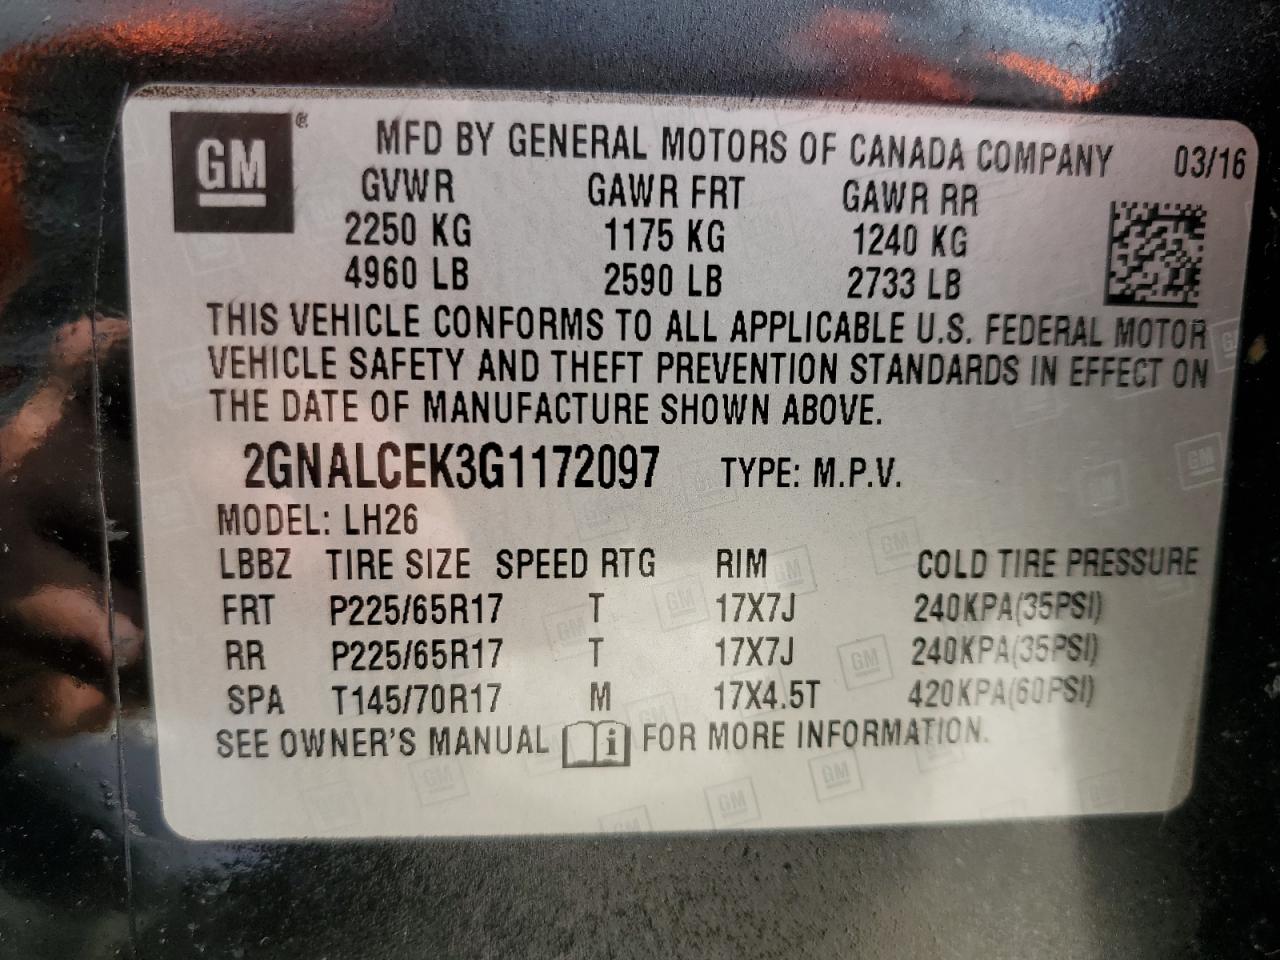 GM
MFD BY GENERAL MOTORS OF CANADA COMPANY 03/16
GVWR GAWR FRT GAWR RR
2250 KG 1175 KG 1240 KG
4960 LB 2590 LB 2733 LB
THIS VEHICLE CONFORMS TO ALL APPLICABLE U.S. FEDERAL MOTOR
VEHICLE SAFETY AND THEFT PREVENTION STANDARDS IN EFFECT ON
THE DATE OF MANUFACTURE SHOWN ABOVE.
2GNALCEK3G1172097 TYPE: M.P.V.
MODEL: LH26
LBBZ TIRE SIZE SPEED RTG RIM COLD TIRE PRESSURE
FRT P225/65R17 T 17X7J 240KPA(35PSI)
RR P225/65R17 T 17X7J 240KPA(35PSI)
SPA T145/70R17 M 17X4.5T 420KPA(60PSI)
SEE OWNER'S MANUAL i FOR MORE INFORMATION.